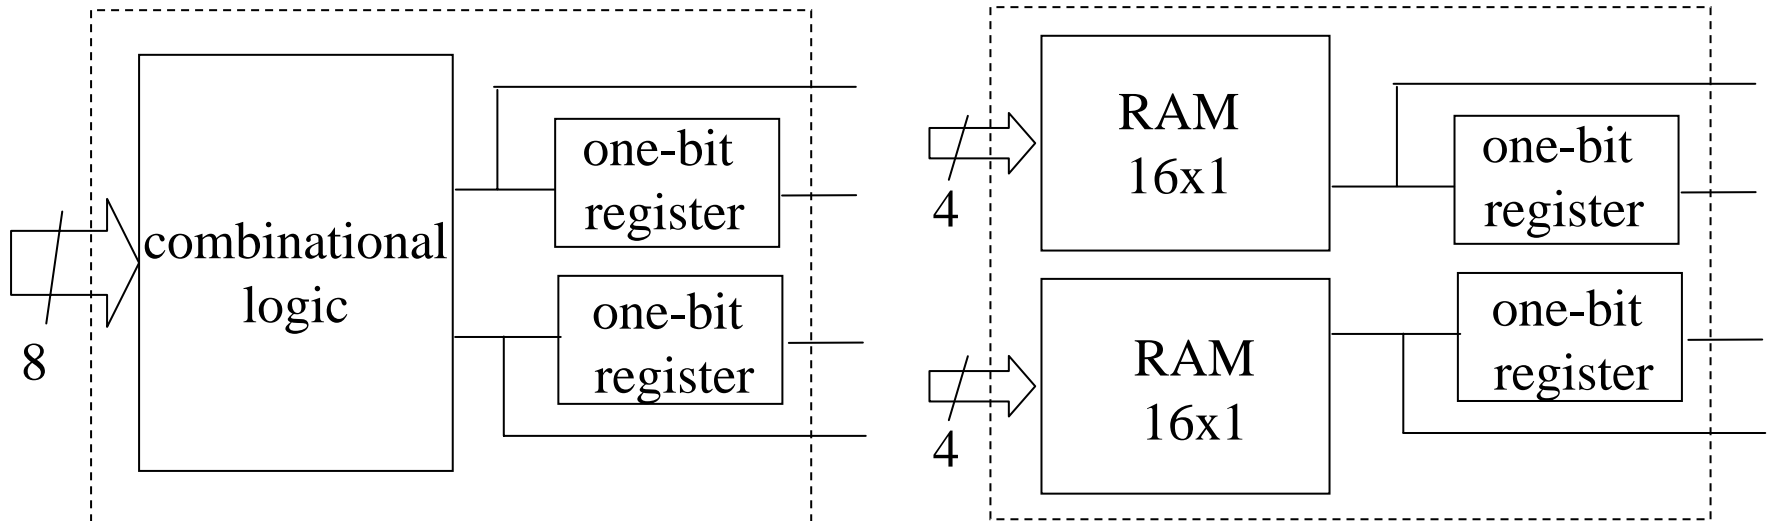 combinational
logic
8
one-bit
register
one-bit
register
4
RAM
16x1
one-bit
register
4
RAM
16x1
one-bit
register